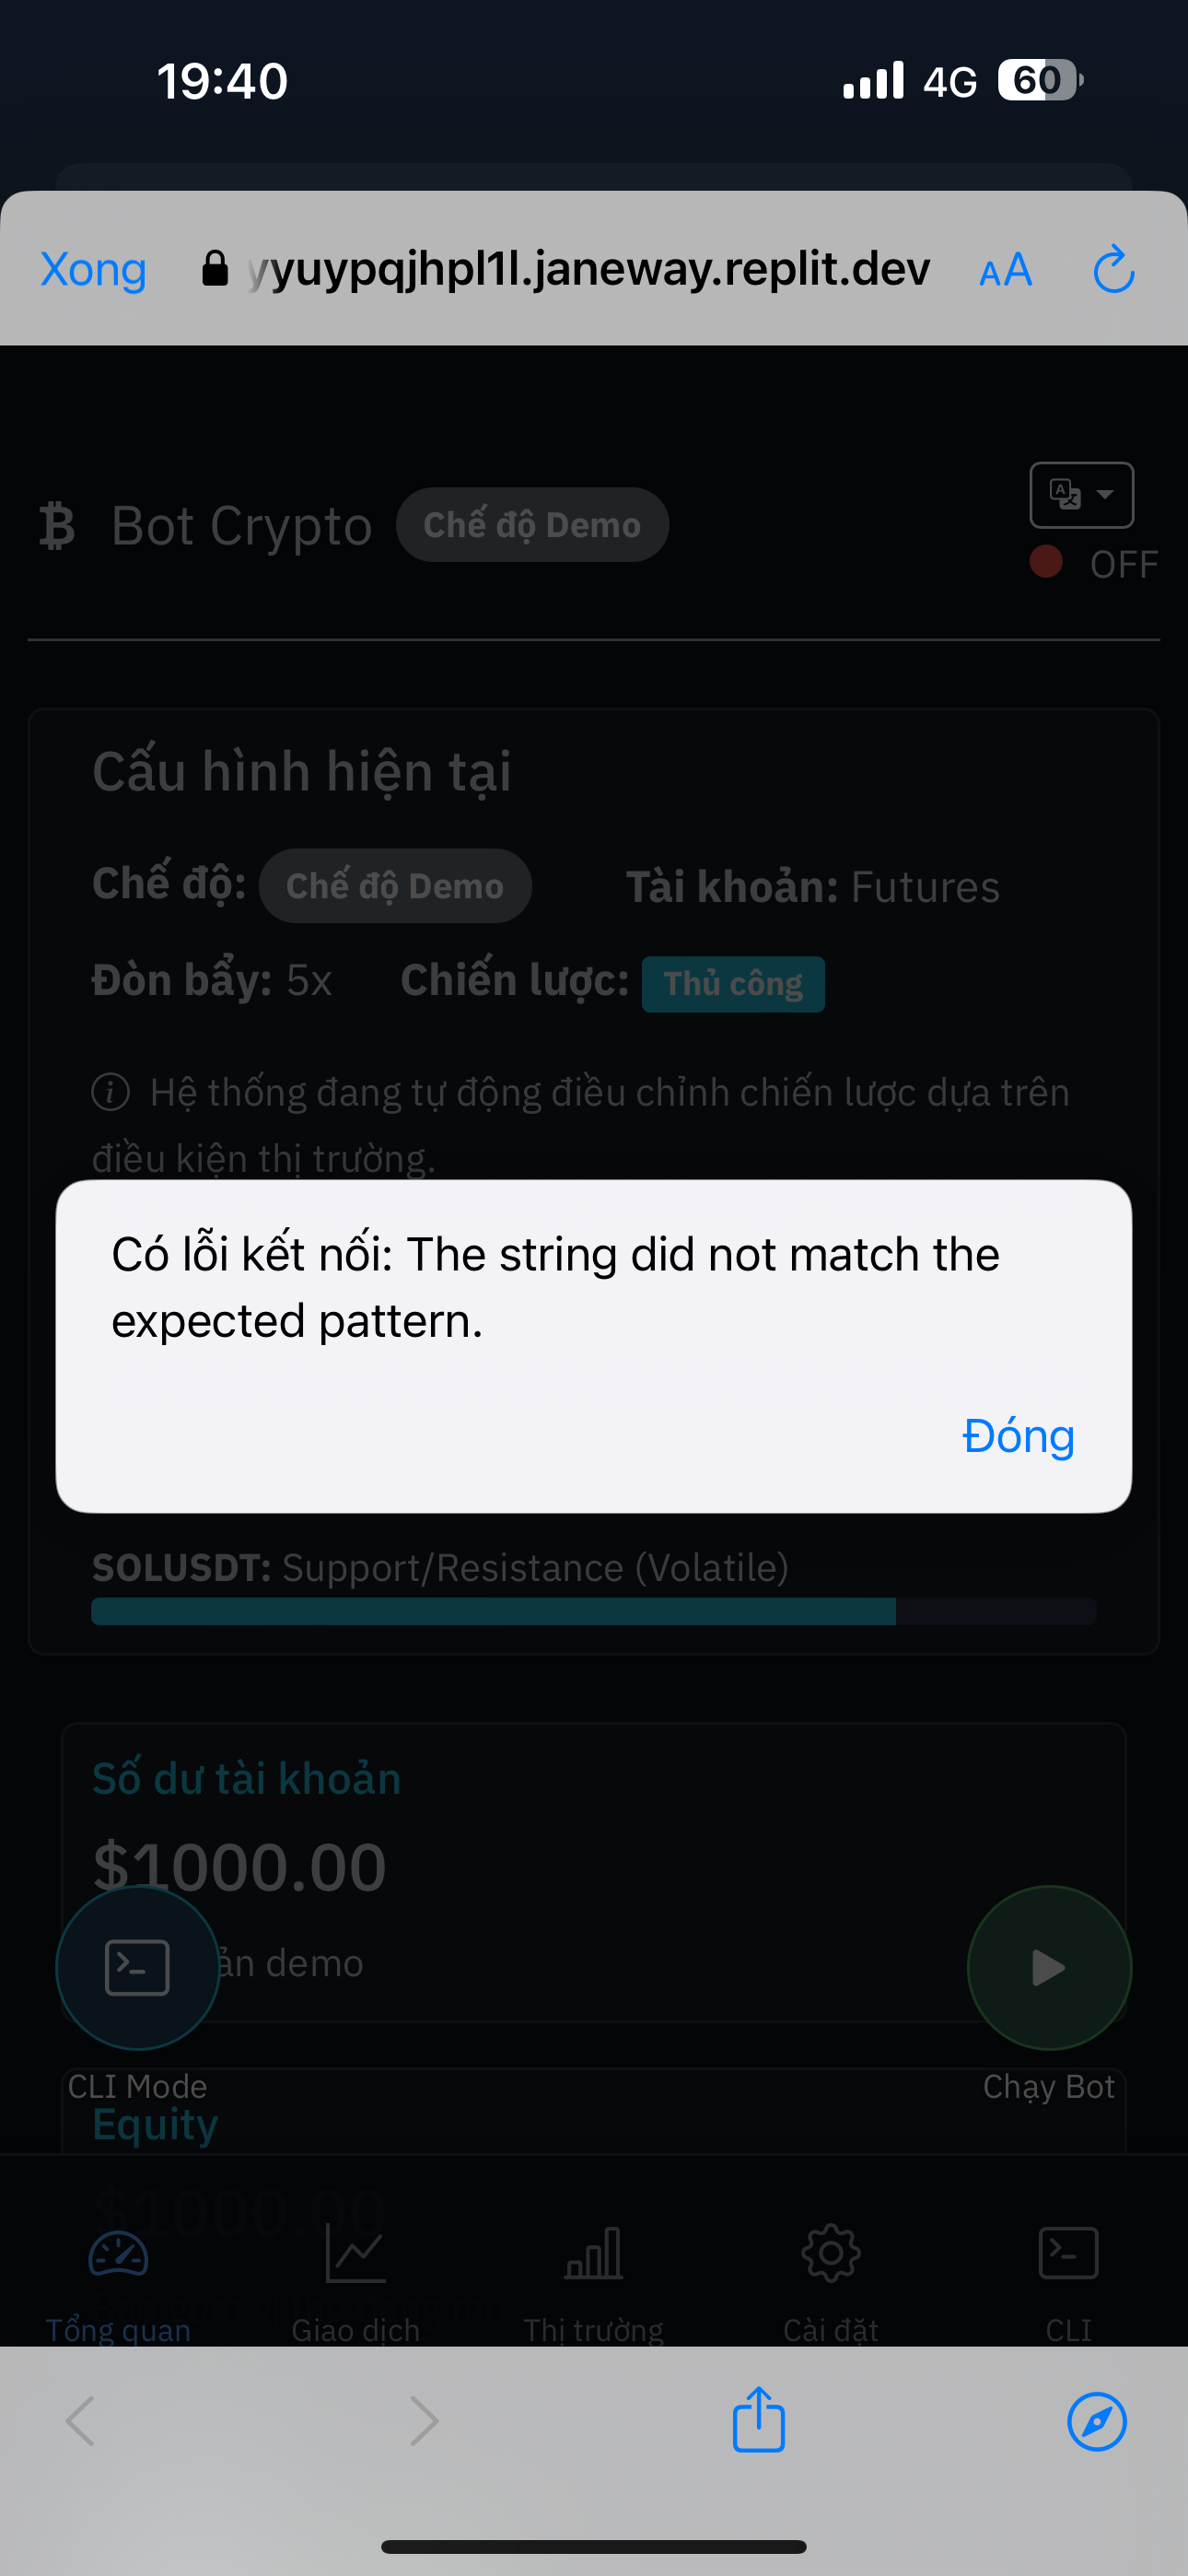 19:40 4G 60
Xong yyuypqjhpl1l.janeway.replit.dev AA
Bot Crypto Chế độ Demo
OFF
Cấu hình hiện tại
Chế độ: Chế độ Demo Tài khoản: Futures
Đòn bẩy: 5x Chiến lược: Thủ công
Hệ thống đang tự động điều chỉnh chiến lược dựa trên
điều kiện thị trường.
Có lỗi kết nối: The string did not match the
expected pattern.
Đóng
SOLUSDT: Support/Resistance (Volatile)
Số dư tài khoản
$1000.00
demo
CLI Mode Chạy Bot
Equity
$1000.00
Tổng quan Giao dịch Thị trường Cài đặt CLI